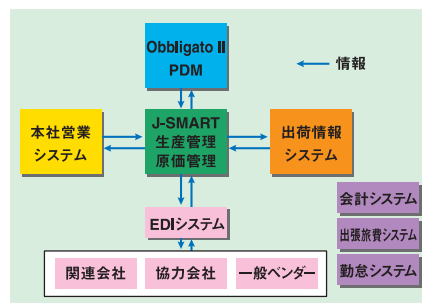 Obbligato II
PDM
情報
本社営業
システム
J-SMART
生産管理
原価管理
出荷情報
システム
EDIシステム
会計システム
出張旅費システム
勤怠システム
関連会社
協力会社
一般ベンダー